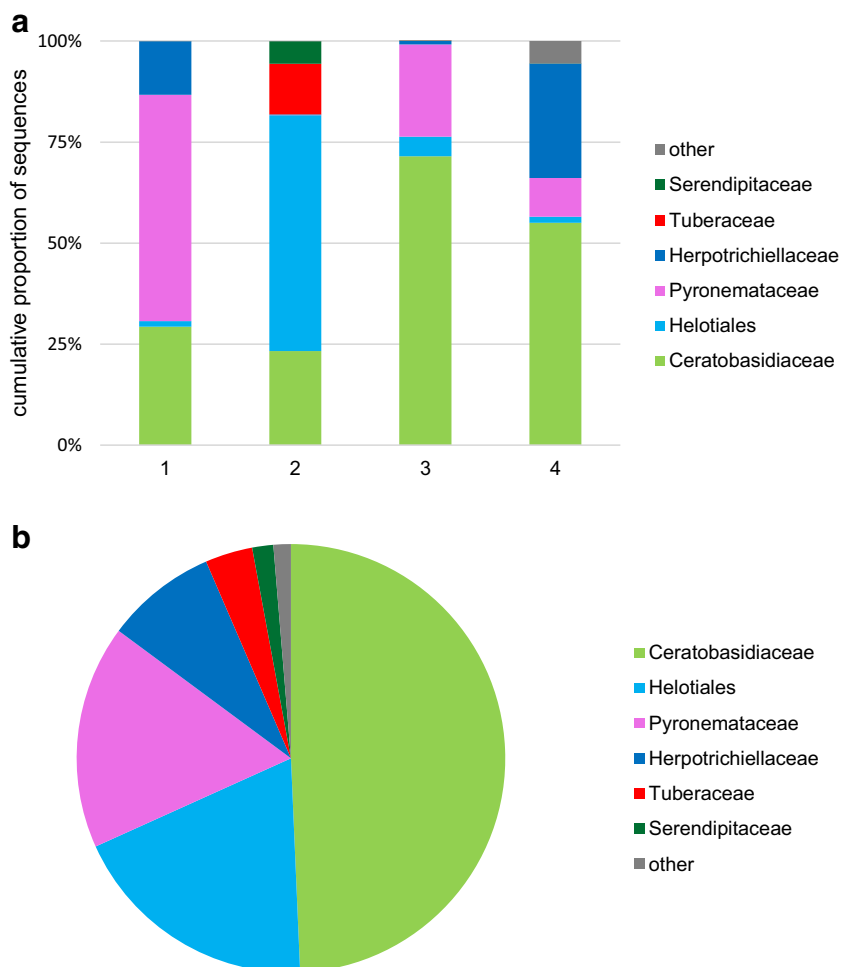 a
cumulative proportion of sequences
100%
75%
50%
25%
0%
1 2 3 4
other
Serendipitaceae
Tuberaceae
Herpotrichiellaceae
Pyronemataceae
Helotiales
Ceratobasidiaceae
b
Ceratobasidiaceae
Helotiales
Pyronemataceae
Herpotrichiellaceae
Tuberaceae
Serendipitaceae
other